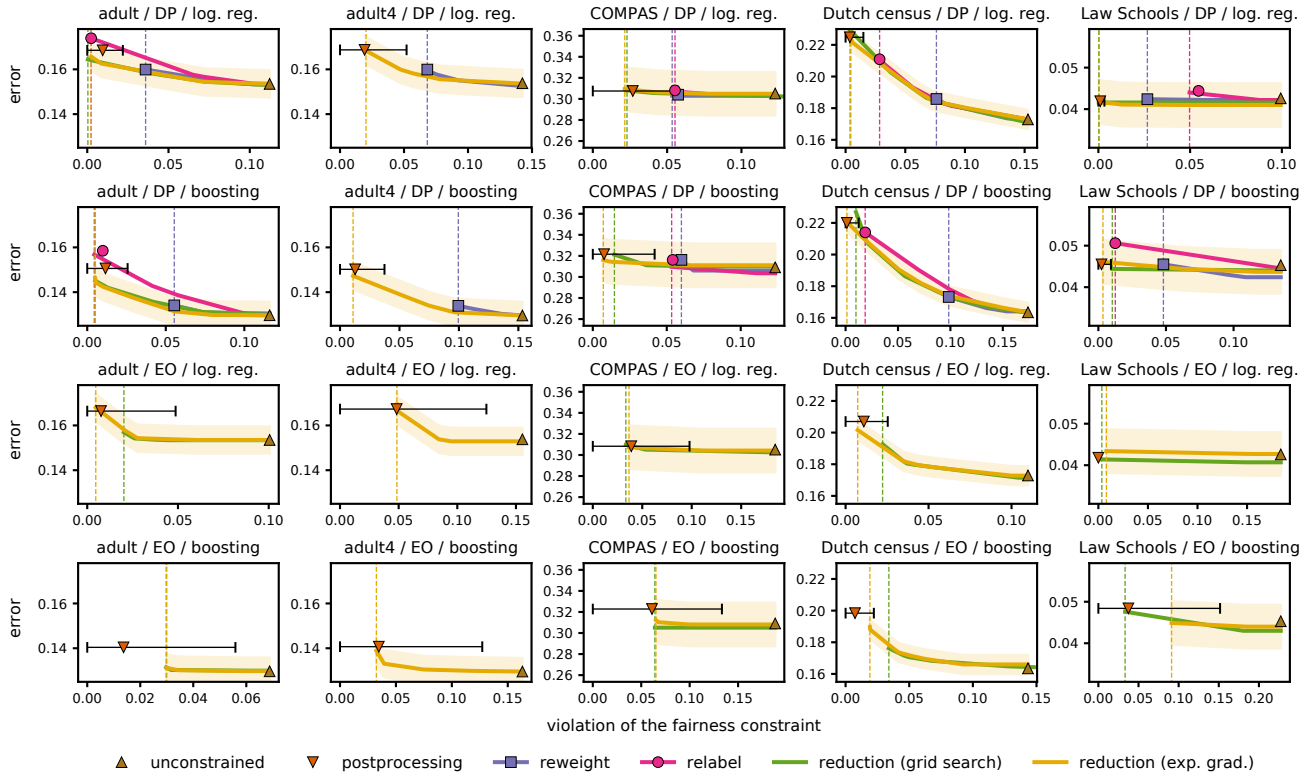 adult / DP / log. reg.
adult4 / DP / log. reg.
COMPAS / DP / log. reg.
Dutch census / DP / log. reg.
Law Schools / DP / log. reg.
error
0.16
0.14
0.16
0.14
0.36
0.34
0.32
0.30
0.28
0.26
0.22
0.20
0.18
0.16
0.05
0.04
0.00 0.05 0.10
0.00 0.05 0.10 0.15
0.00 0.05 0.10
0.00 0.05 0.10 0.15
0.00 0.05 0.10
adult / DP / boosting
adult4 / DP / boosting
COMPAS / DP / boosting
Dutch census / DP / boosting
Law Schools / DP / boosting
error
0.16
0.14
0.16
0.14
0.36
0.34
0.32
0.30
0.28
0.26
0.22
0.20
0.18
0.16
0.05
0.04
0.00 0.05 0.10
0.00 0.05 0.10 0.15
0.00 0.05 0.10
0.00 0.05 0.10 0.15
0.00 0.05 0.10
adult / EO / log. reg.
adult4 / EO / log. reg.
COMPAS / EO / log. reg.
Dutch census / EO / log. reg.
Law Schools / EO / log. reg.
error
0.16
0.14
0.16
0.14
0.36
0.34
0.32
0.30
0.28
0.26
0.22
0.20
0.18
0.16
0.05
0.04
0.00 0.05 0.10
0.00 0.05 0.10 0.15
0.00 0.05 0.10 0.15
0.00 0.05 0.10
0.00 0.05 0.10 0.15
adult / EO / boosting
adult4 / EO / boosting
COMPAS / EO / boosting
Dutch census / EO / boosting
Law Schools / EO / boosting
error
0.16
0.14
0.16
0.14
0.36
0.34
0.32
0.30
0.28
0.26
0.22
0.20
0.18
0.16
0.05
0.04
0.00 0.02 0.04 0.06
0.00 0.05 0.10 0.15
0.00 0.05 0.10 0.15
0.00 0.05 0.10 0.15
0.00 0.05 0.10 0.15 0.20
violation of the fairness constraint
unconstrained postprocessing reweight relabel reduction (grid search) reduction (exp. grad.)